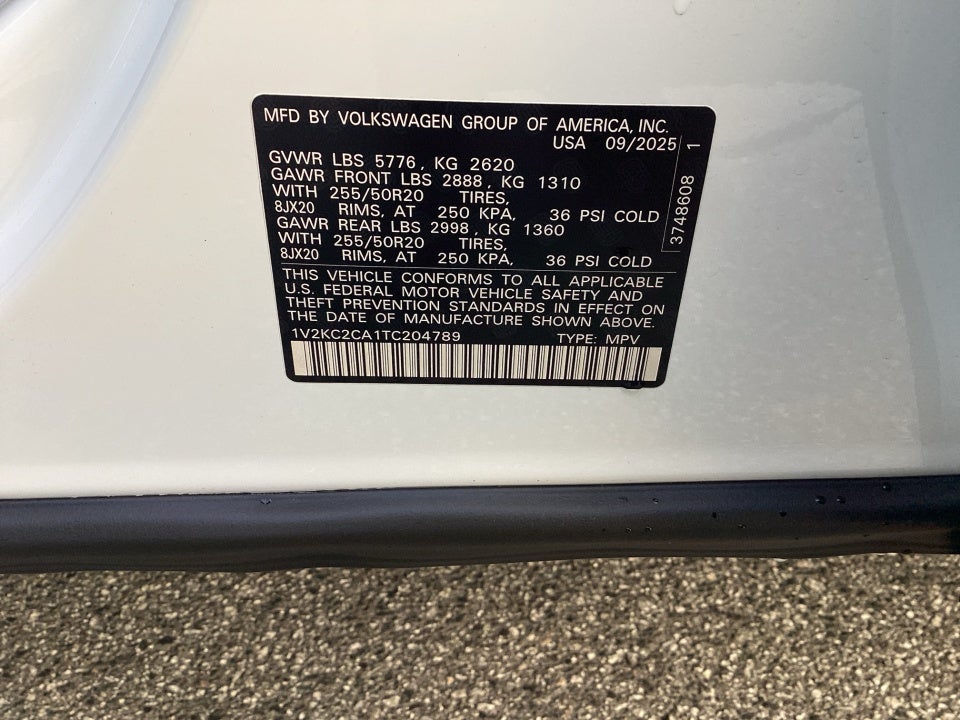 MFD BY VOLKSWAGEN GROUP OF AMERICA, INC.
USA 09/2025
GVWR LBS 5776, KG 2620
GAWR FRONT LBS 2888, KG 1310
WITH 255/50R20 TIRES,
8JX20 RIMS, AT 250 KPA, 36 PSI COLD
GAWR REAR LBS 2998, KG 1360
WITH 255/50R20 TIRES,
8JX20 RIMS, AT 250 KPA, 36 PSI COLD
THIS VEHICLE CONFORMS TO ALL APPLICABLE
U.S. FEDERAL MOTOR VEHICLE SAFETY AND
THEFT PREVENTION STANDARDS IN EFFECT ON
THE DATE OF MANUFACTURE SHOWN ABOVE.
1V2KC2CA1TC204789 TYPE: MPV
3748608 1